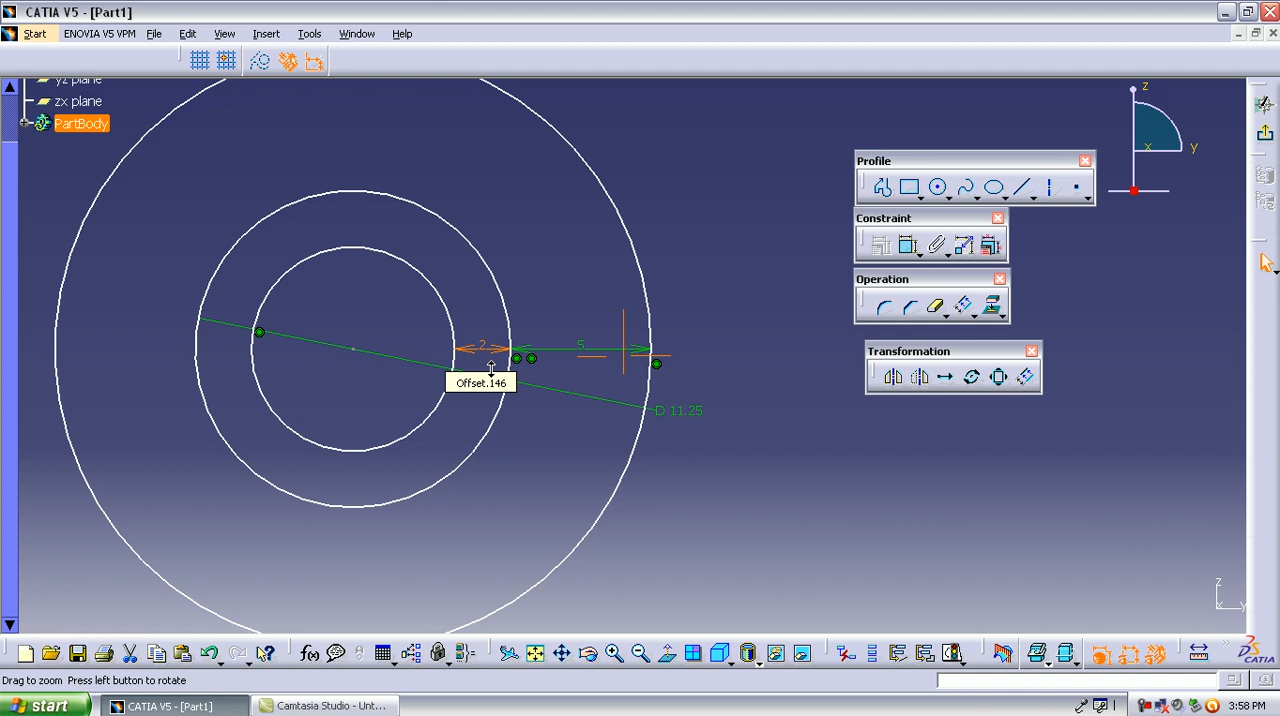 CATIA V5 - [Part1]
Start ENOVIA V5 VPM File Edit View Insert Tools Window Help
yz plane
zx plane
PartBody
z
x y
Profile
Constraint
Operation
Transformation
2 5
Offset.146
D 11.25
z
x y
f(x)
CATIA
Drag to zoom Press left button to rotate
start CATIA V5 - [Part1] Camtasia Studio - Unt... 3:58 PM